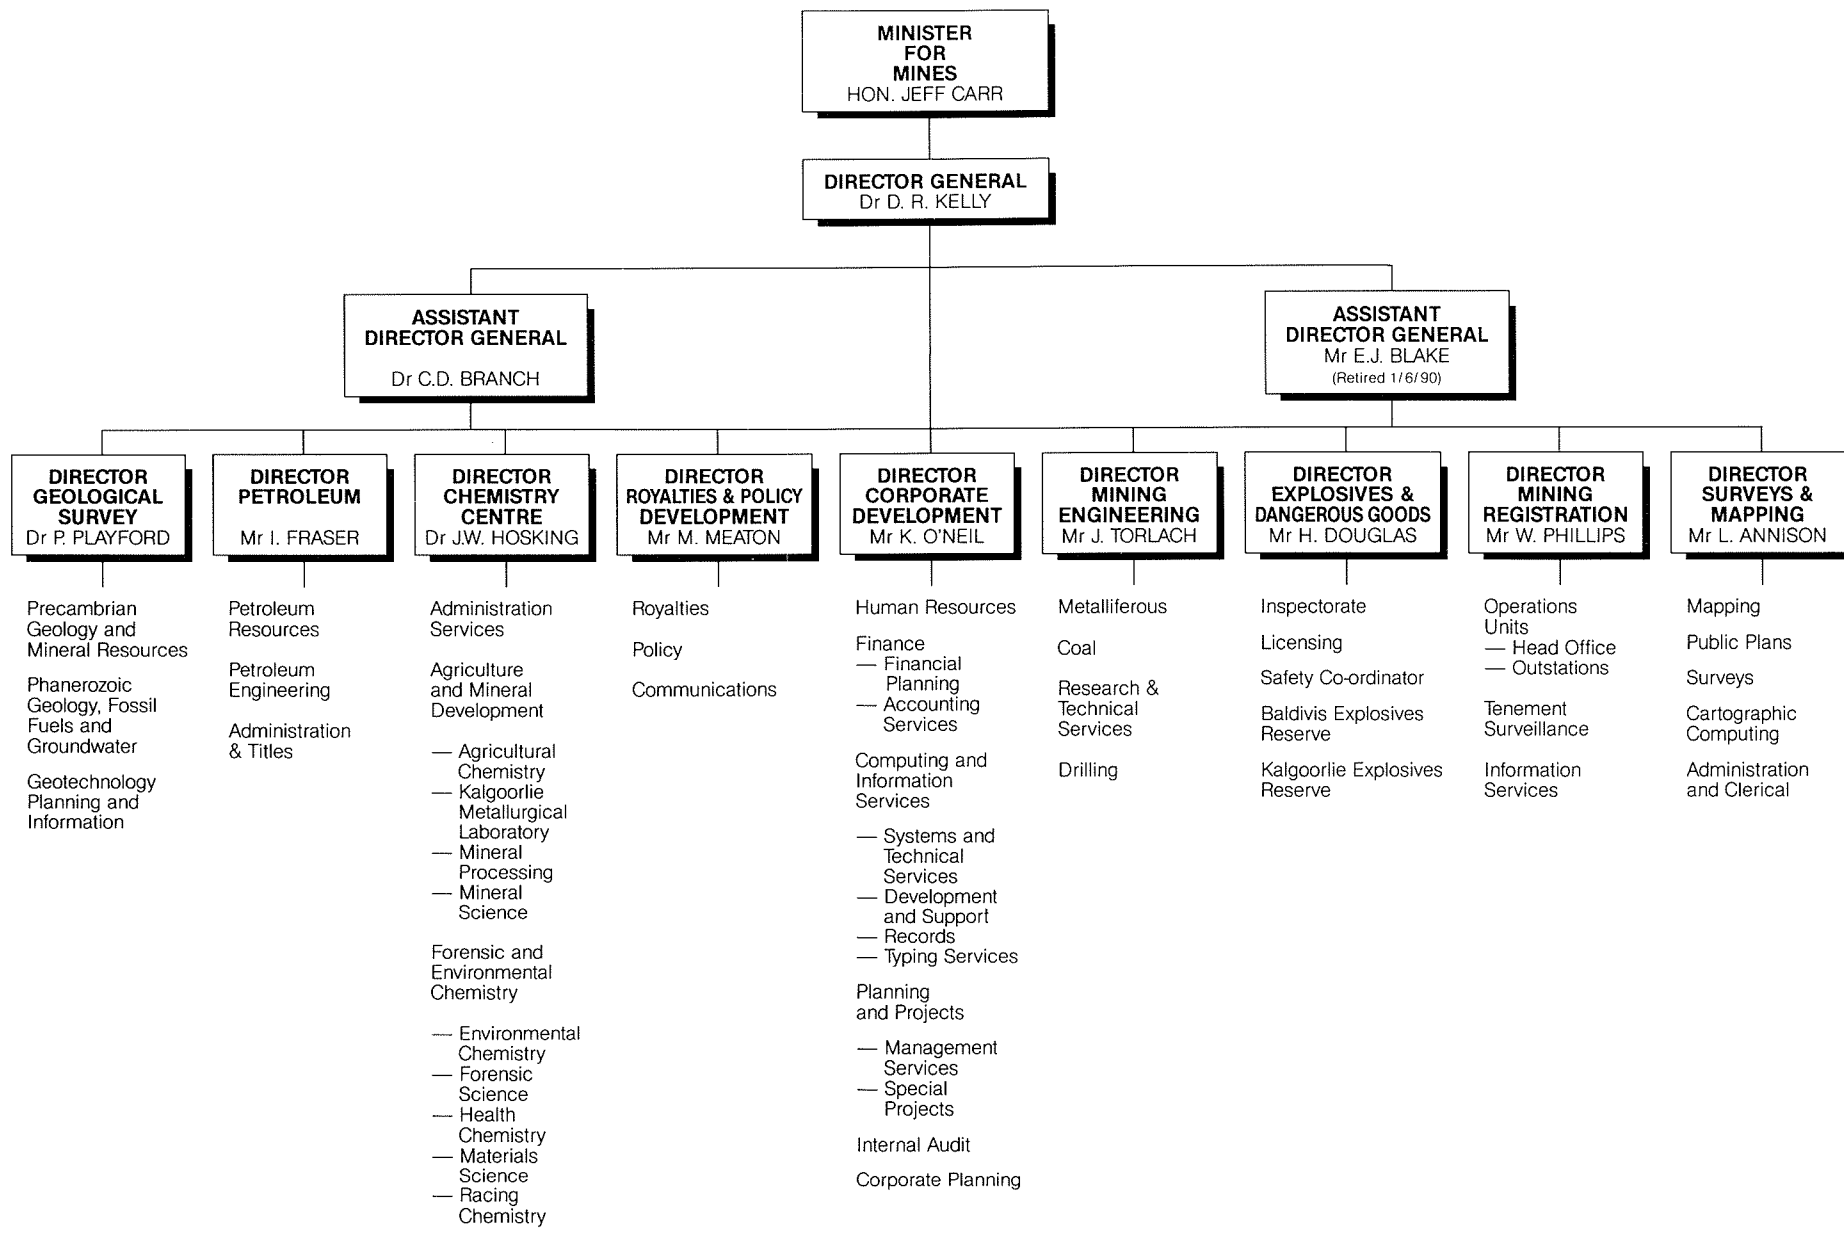 MINISTER
FOR
MINES
HON. JEFF CARR
DIRECTOR GENERAL
Dr D. R. KELLY
ASSISTANT
DIRECTOR GENERAL
Dr C.D. BRANCH
ASSISTANT
DIRECTOR GENERAL
Mr E.J. BLAKE
(Retired 1/6/90)
DIRECTOR
GEOLOGICAL
SURVEY
Dr P. PLAYFORD
Precambrian
Geology and
Mineral Resources
Phanerozoic
Geology, Fossil
Fuels and
Groundwater
Geotechnology
Planning and
Information
DIRECTOR
PETROLEUM
Mr I. FRASER
Petroleum
Resources
Petroleum
Engineering
Administration
& Titles
DIRECTOR
CHEMISTRY
CENTRE
Dr J.W. HOSKING
Administration
Services
Agriculture
and Mineral
Development
— Agricultural
Chemistry
— Kalgoorlie
Metallurgical
Laboratory
— Mineral
Processing
— Mineral
Science
Forensic and
Environmental
Chemistry
— Environmental
Chemistry
— Forensic
Science
— Health
Chemistry
— Materials
Science
— Racing
Chemistry
DIRECTOR
ROYALTIES & POLICY
DEVELOPMENT
Mr M. MEATON
Royalties
Policy
Communications
DIRECTOR
CORPORATE
DEVELOPMENT
Mr K. O'NEIL
Human Resources
Finance
— Financial
Planning
— Accounting
Services
Computing and
Information
Services
— Systems and
Technical
Services
— Development
and Support
— Records
— Typing Services
Planning
and Projects
— Management
Services
— Special
Projects
Internal Audit
Corporate Planning
DIRECTOR
MINING
ENGINEERING
Mr J. TORLACH
Metalliferous
Coal
Research &
Technical
Services
Drilling
DIRECTOR
EXPLOSIVES &
DANGEROUS GOODS
Mr H. DOUGLAS
Inspectorate
Licensing
Safety Co-ordinator
Baldivis Explosives
Reserve
Kalgoorlie Explosives
Reserve
DIRECTOR
MINING
REGISTRATION
Mr W. PHILLIPS
Operations
Units
— Head Office
— Outstations
Tenement
Surveillance
Information
Services
DIRECTOR
SURVEYS &
MAPPING
Mr L. ANNISON
Mapping
Public Plans
Surveys
Cartographic
Computing
Administration
and Clerical